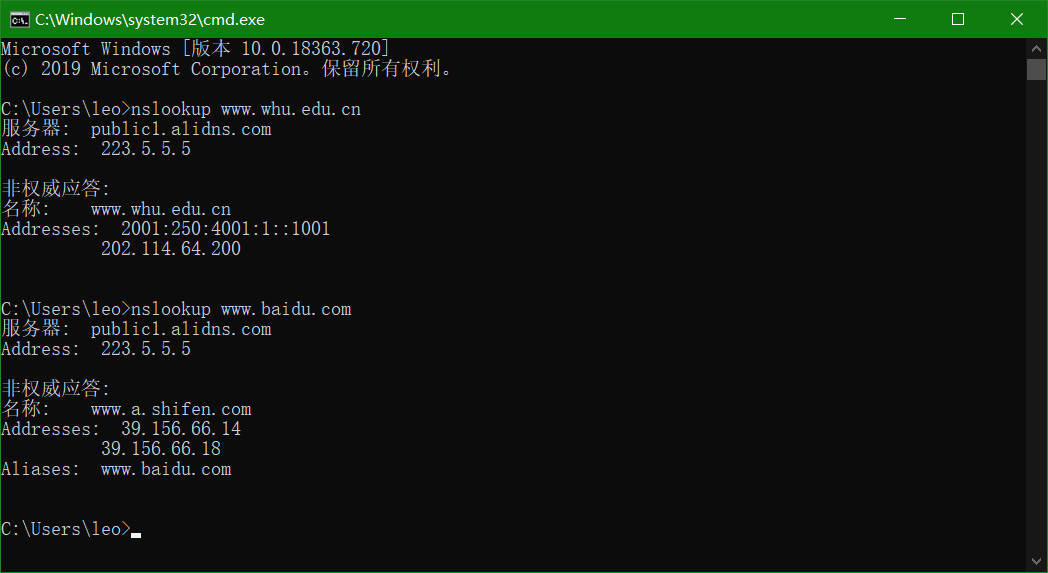 C:\Windows\system32\cmd.exe
Microsoft Windows [版本 10.0.18363.720]
(c) 2019 Microsoft Corporation。保留所有权利。
C:\Users\leo>nslookup www.whu.edu.cn
服务器:  public1.alidns.com
Address:  223.5.5.5
非权威应答:
名称:    www.whu.edu.cn
Addresses:  2001:250:4001:1::1001
          202.114.64.200
C:\Users\leo>nslookup www.baidu.com
服务器:  public1.alidns.com
Address:  223.5.5.5
非权威应答:
名称:    www.a.shifen.com
Addresses:  39.156.66.14
          39.156.66.18
Aliases:  www.baidu.com
C:\Users\leo>